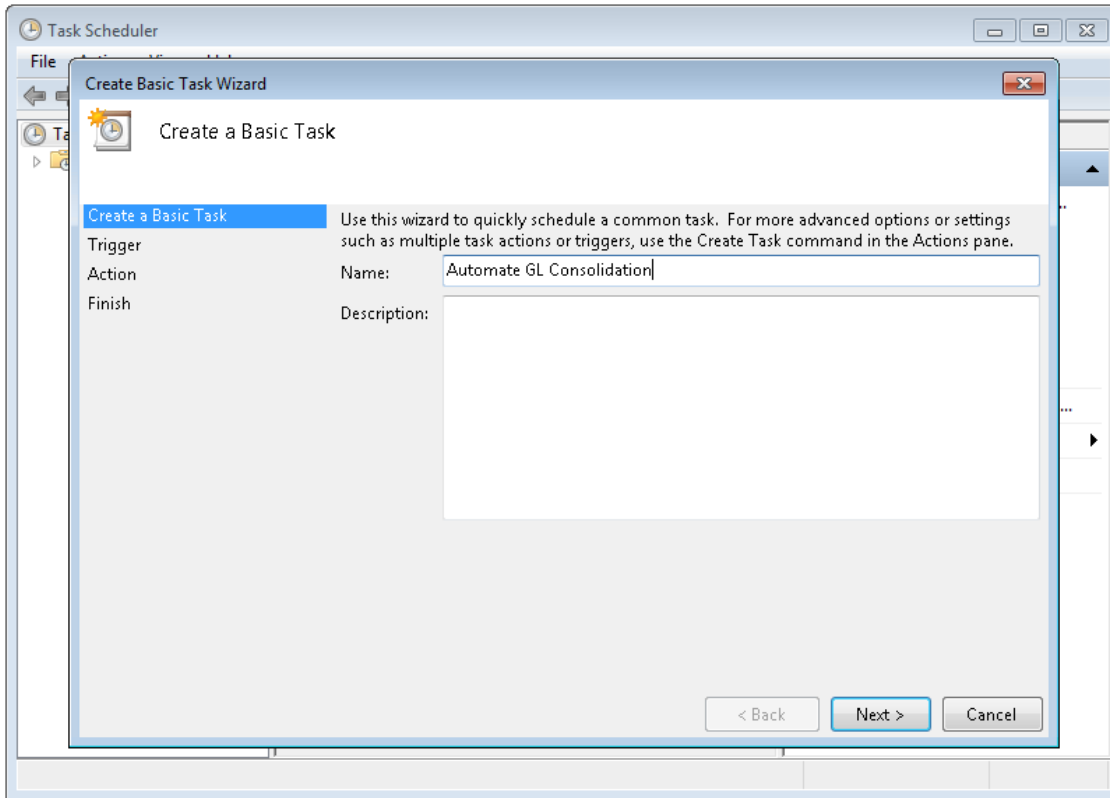 Task Scheduler
File
Create Basic Task Wizard
Create a Basic Task
Create a Basic Task
Trigger
Action
Finish
Use this wizard to quickly schedule a common task. For more advanced options or settings
such as multiple task actions or triggers, use the Create Task command in the Actions pane.
Name:
Automate GL Consolidation
Description:
< Back
Next >
Cancel